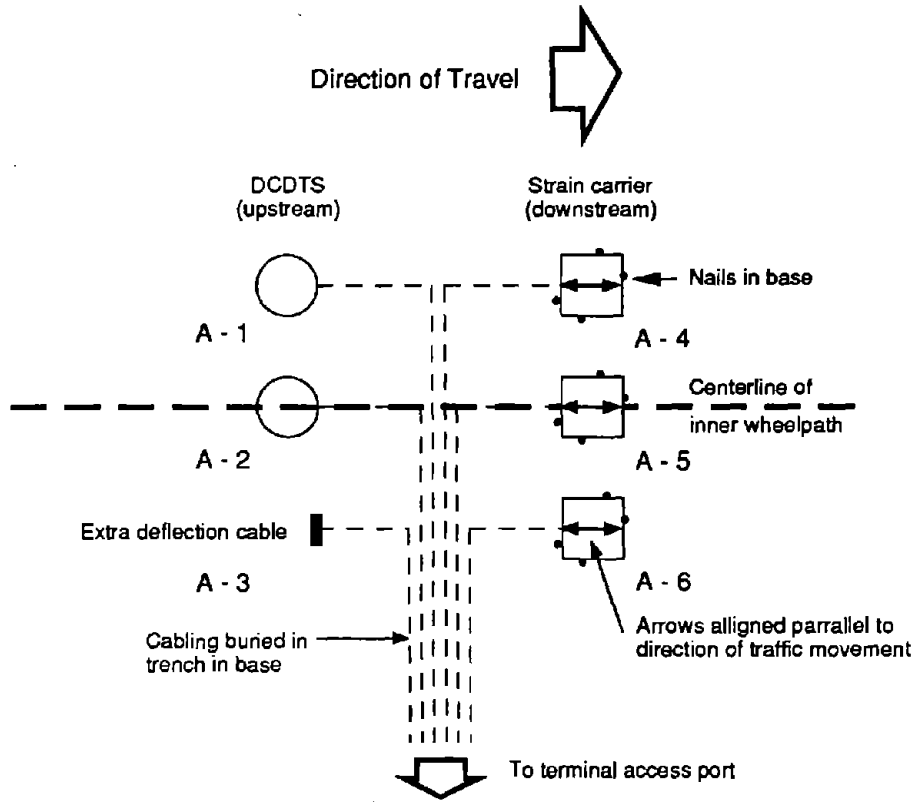 Direction of Travel
DCDTS
(upstream)
Strain carrier
(downstream)
Nails in base
A - 1
A - 4
Centerline of
inner wheelpath
A - 2
A - 5
Extra deflection cable
A - 3
A - 6
Cabling buried in
trench in base
Arrows alligned parrallel to
direction of traffic movement
To terminal access port